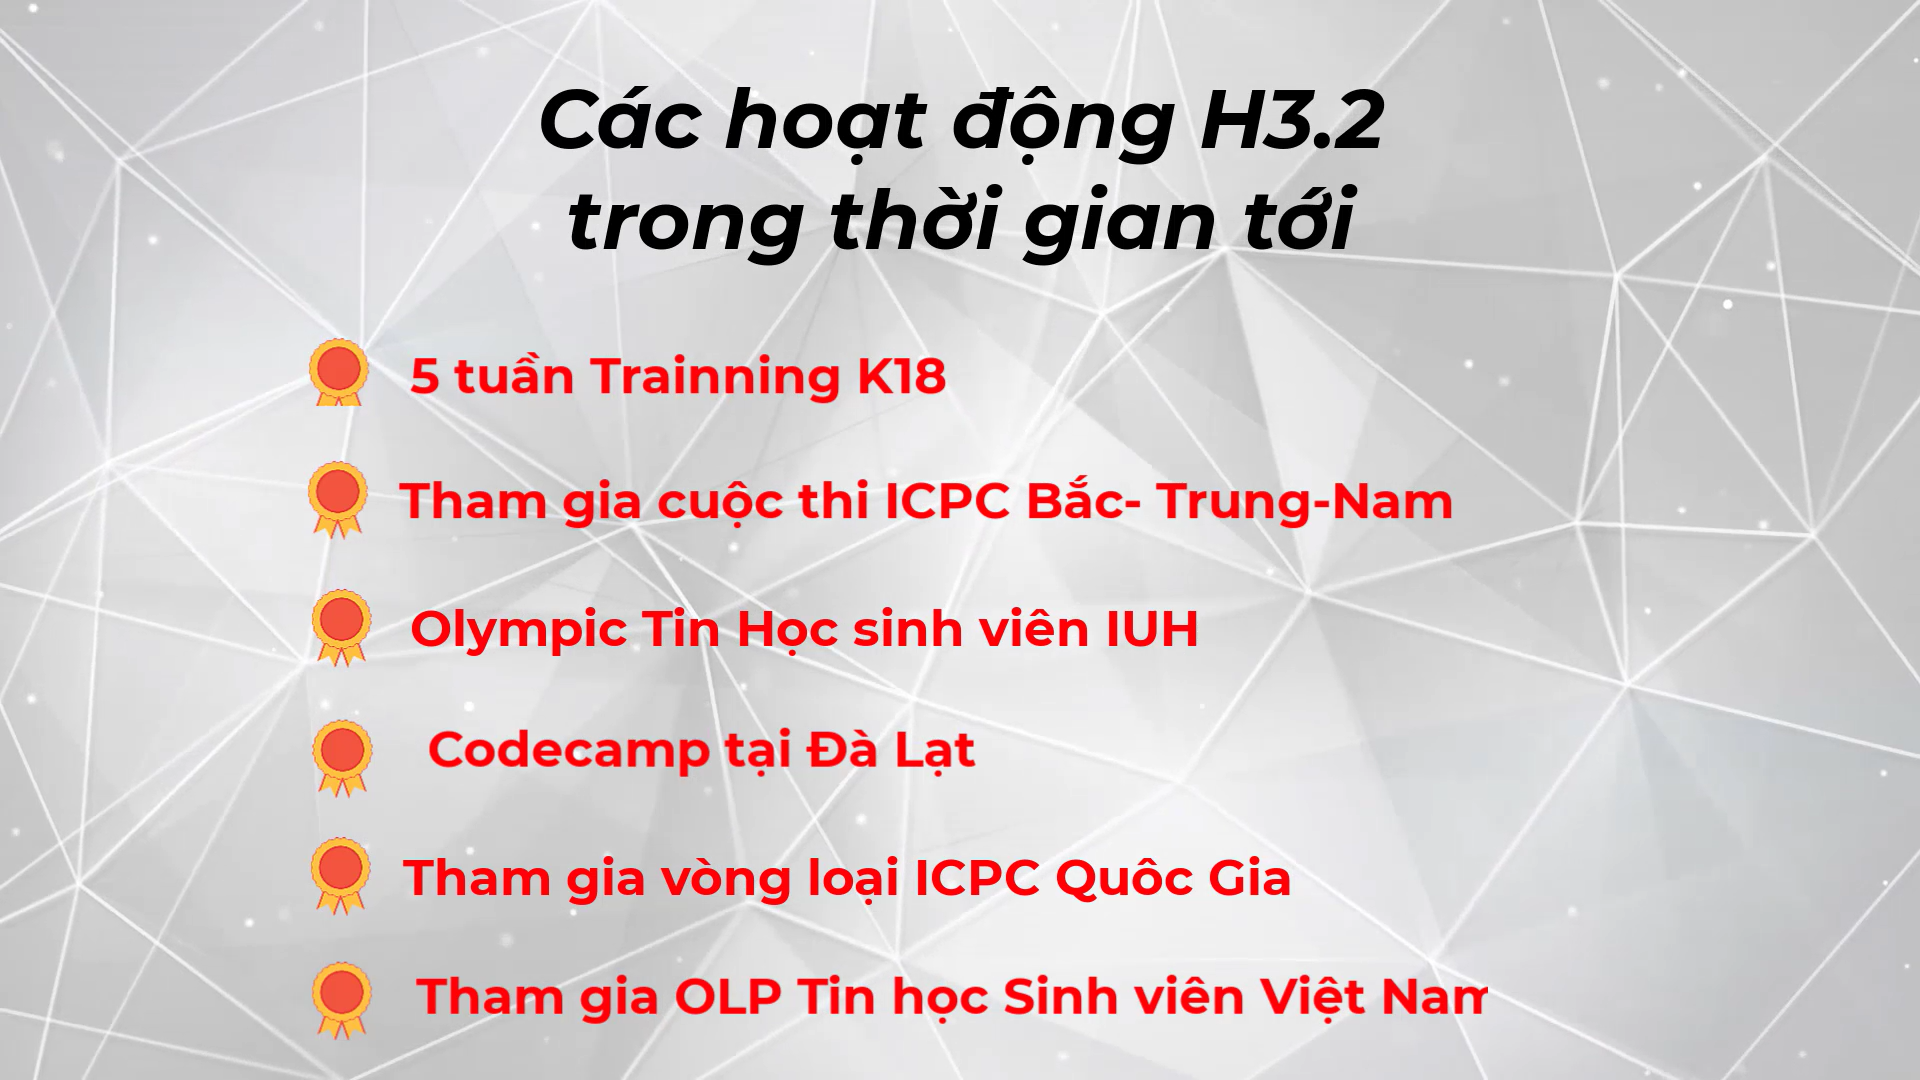 Các hoạt động H3.2
trong thời gian tới
5 tuần Trainning K18
Tham gia cuộc thi ICPC Bắc- Trung-Nam
Olympic Tin Học sinh viên IUH
Codecamp tại Đà Lạt
Tham gia vòng loại ICPC Quôc Gia
Tham gia OLP Tin học Sinh viên Việt Nam